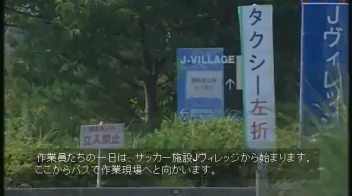 J-VILLAGE
↑
タクシー左折
Jヴィレッジ
立入禁止
作業員たちの一日は、サッカー施設Jヴィレッジから始まります。
ここからバスで作業現場へと向かいます。